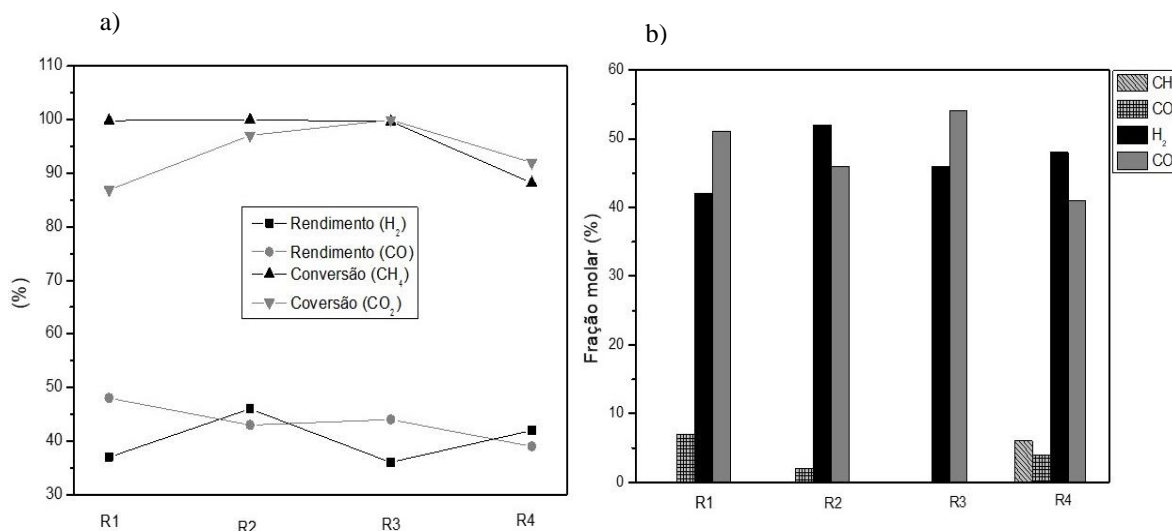 a)
110
100
90
80
70
60
50
40
30
(%)
Rendimento (H₂)
Rendimento (CO)
Conversão (CH₄)
Coversão (CO₂)
R1
R2
R3
R4
b)
60
50
40
30
20
10
0
Fração molar (%)
CH
CO
H₂
CO
R1
R2
R3
R4